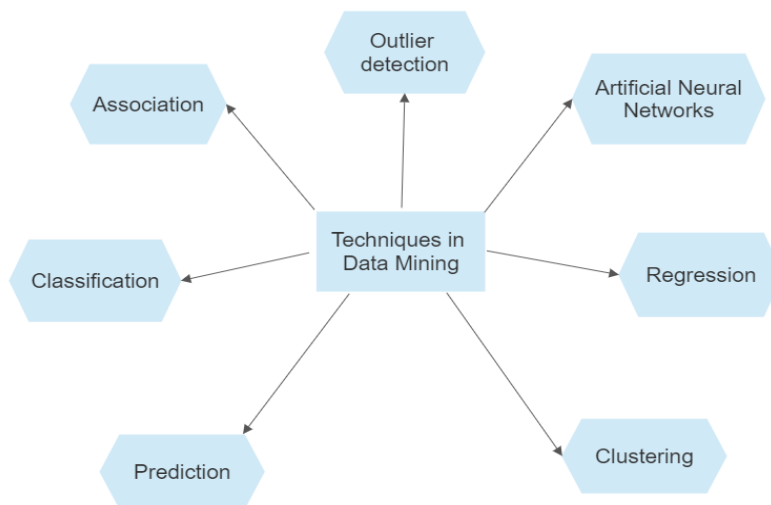 Outlier
detection
Association
Artificial Neural
Networks
Techniques in
Data Mining
Classification
Regression
Prediction
Clustering